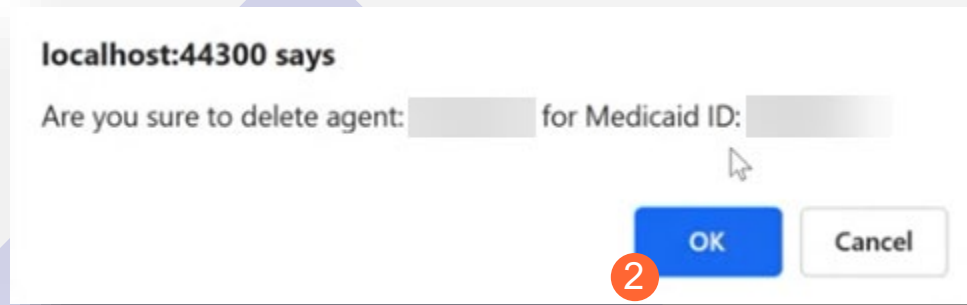 localhost:44300 says
Are you sure to delete agent: for Medicaid ID:
OK Cancel
2